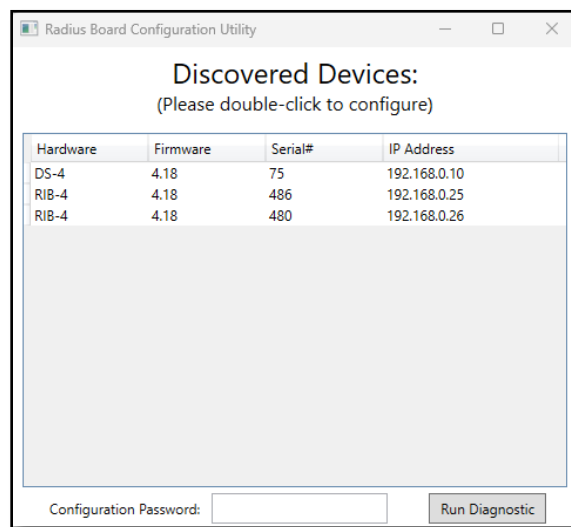 Radius Board Configuration Utility
Discovered Devices:
(Please double-click to configure)
Hardware Firmware Serial# IP Address
DS-4 4.18 75 192.168.0.10
RIB-4 4.18 486 192.168.0.25
RIB-4 4.18 480 192.168.0.26
Configuration Password: Run Diagnostic